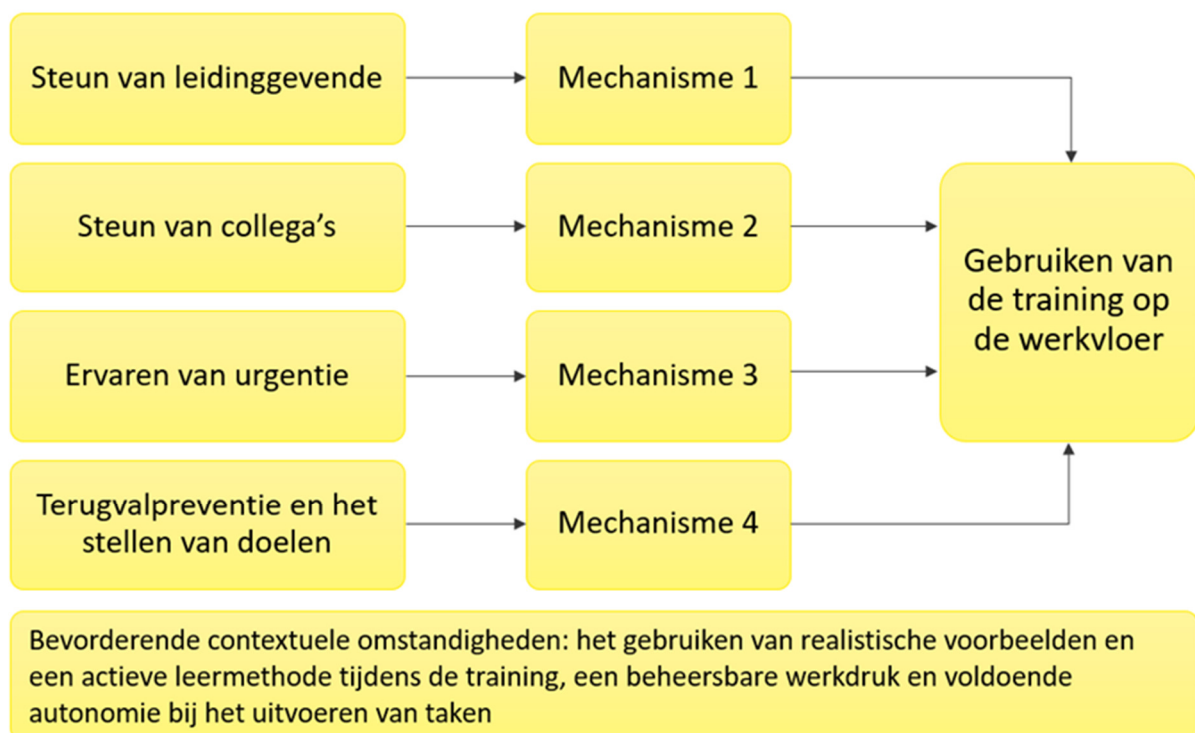 Steun van leidinggevende
Mechanisme 1
Steun van collega’s
Mechanisme 2
Ervaren van urgentie
Mechanisme 3
Terugvalpreventie en het
stellen van doelen
Mechanisme 4
Gebruiken van
de training op
de werkvloer
Bevorderende contextuele omstandigheden: het gebruiken van realistische voorbeelden en
een actieve leermethode tijdens de training, een beheersbare werkdruk en voldoende
autonomie bij het uitvoeren van taken